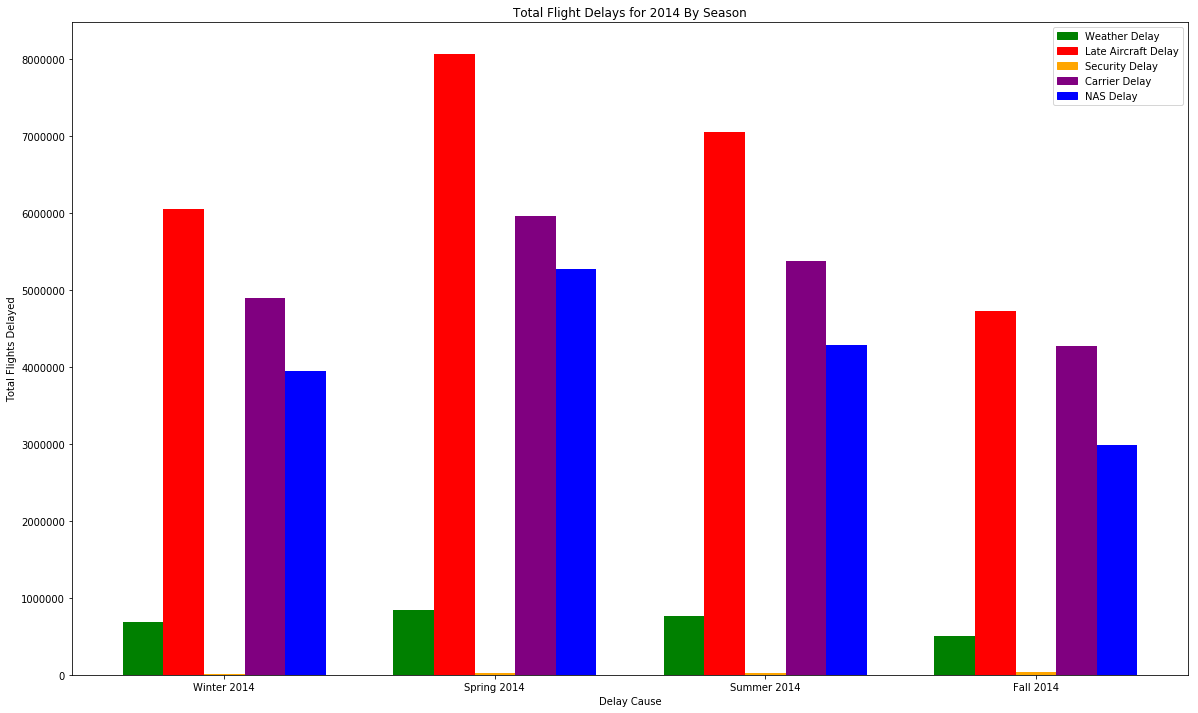 Total Flight Delays for 2014 By Season
Weather Delay
Late Aircraft Delay
Security Delay
Carrier Delay
NAS Delay
Total Flights Delayed
8000000
7000000
6000000
5000000
4000000
3000000
2000000
1000000
0
Winter 2014
Spring 2014
Summer 2014
Fall 2014
Delay Cause